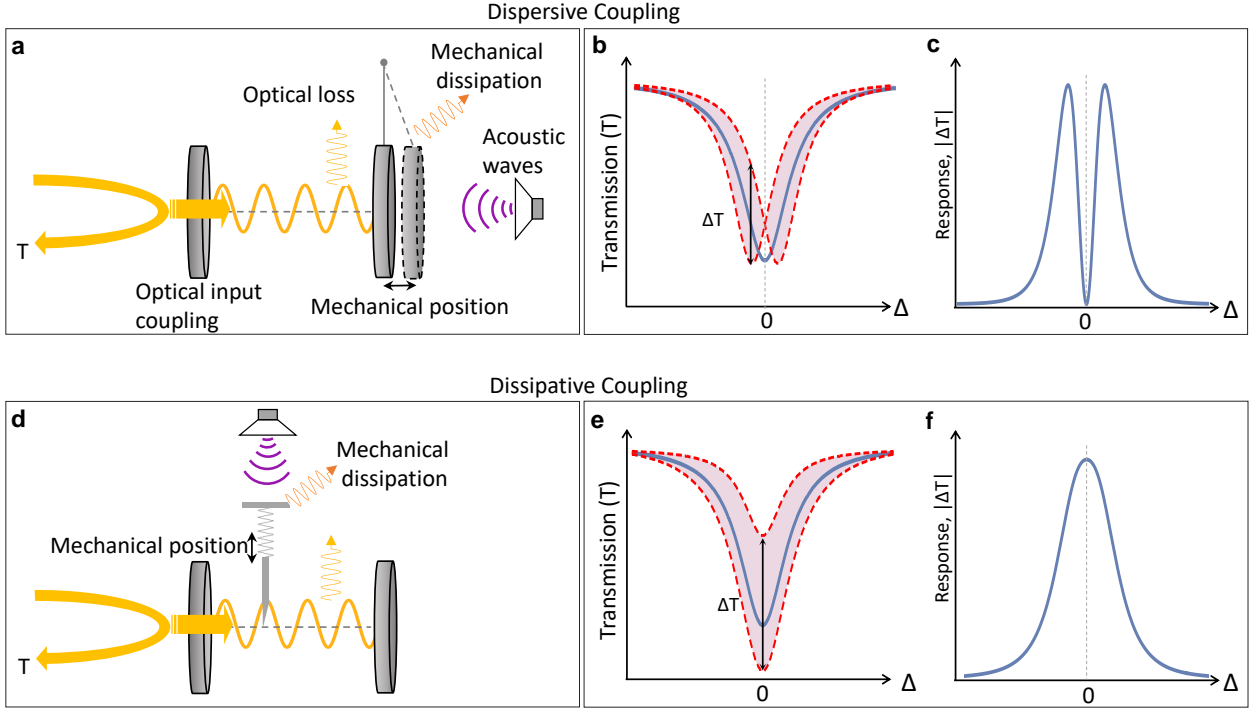 Dispersive Coupling
a
Mechanical
dissipation
Optical loss
Acoustic
waves
T
Optical input
coupling
Mechanical position
b
Transmission (T)
ΔT
0
Δ
c
Response, |ΔT|
0
Δ
Dissipative Coupling
d
Mechanical
dissipation
Mechanical position
T
e
Transmission (T)
ΔT
0
Δ
f
Response, |ΔT|
0
Δ